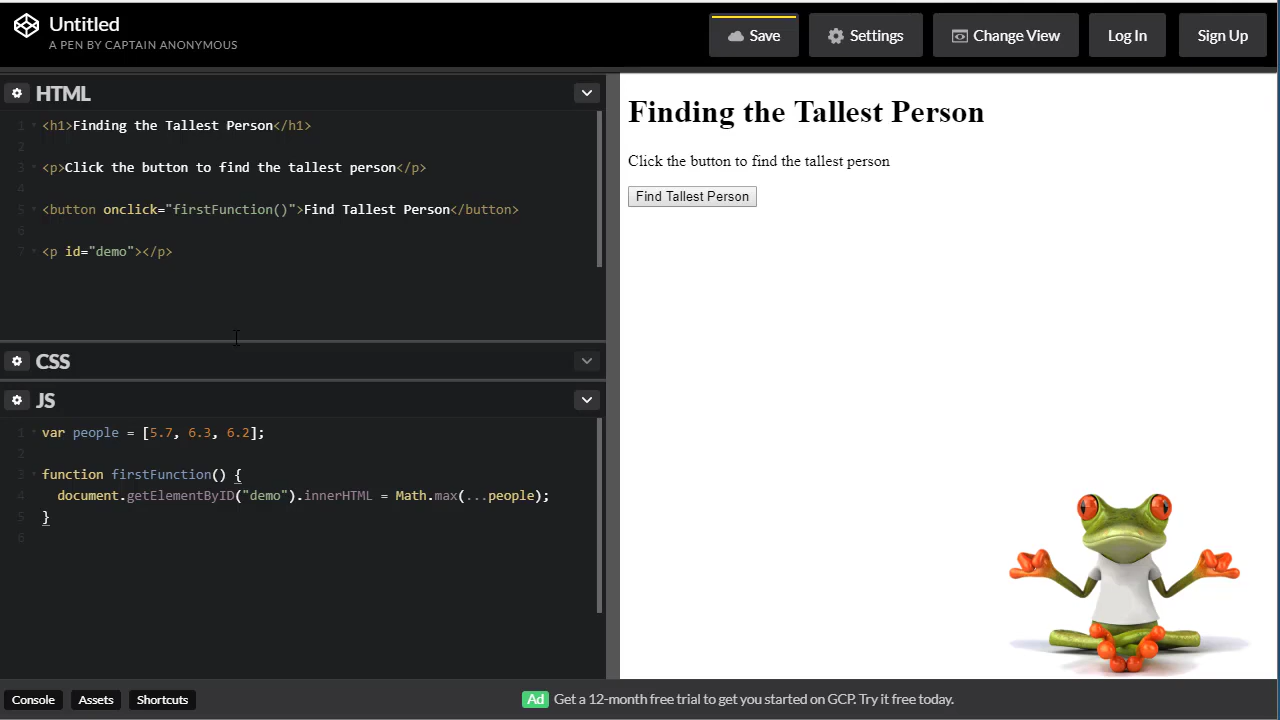 Untitled
A PEN BY CAPTAIN ANONYMOUS
Save
Settings
Change View
Log In
Sign Up
HTML
1 <h1>Finding the Tallest Person</h1>
2
3 <p>Click the button to find the tallest person</p>
4
5 <button onclick="firstFunction()">Find Tallest Person</button>
6
7 <p id="demo"></p>
CSS
JS
1 var people = [5.7, 6.3, 6.2];
2
3 function firstFunction() {
4 document.getElementByID("demo").innerHTML = Math.max(...people);
5 }
6
Finding the Tallest Person
Click the button to find the tallest person
Find Tallest Person
Console
Assets
Shortcuts
Ad Get a 12-month free trial to get you started on GCP. Try it free today.